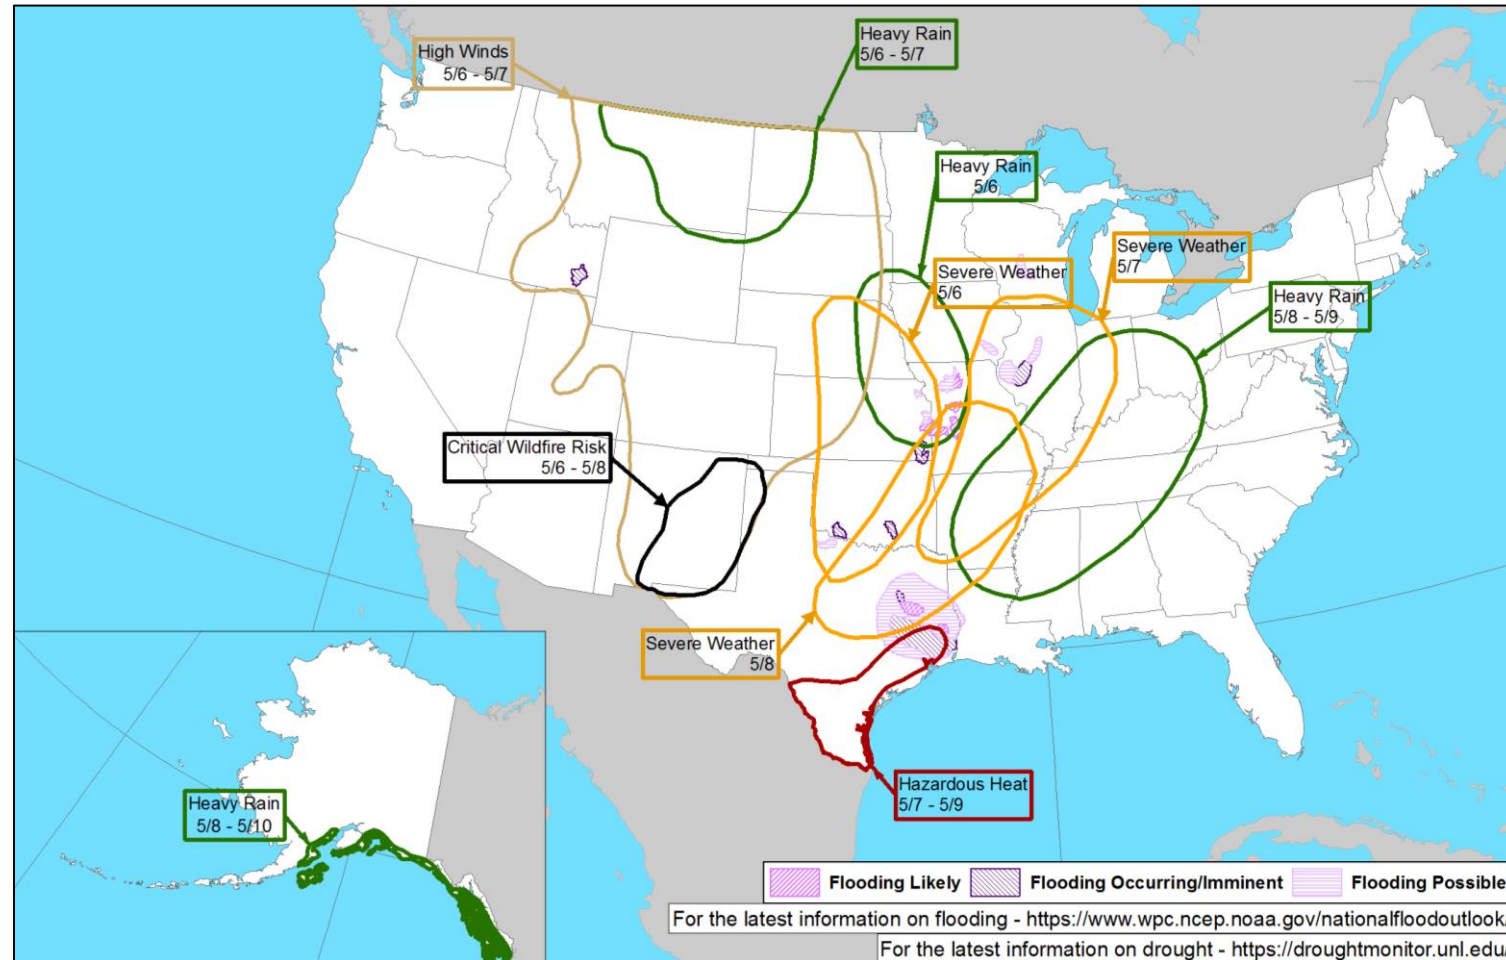 High Winds
5/6 - 5/7
Heavy Rain
5/6 - 5/7
Heavy Rain
5/6
Severe Weather
5/6
Severe Weather
5/7
Heavy Rain
5/8 - 5/9
Critical Wildfire Risk
5/6 - 5/8
Severe Weather
5/8
Hazardous Heat
5/7 - 5/9
Heavy Rain
5/8 - 5/10
Flooding Likely
Flooding Occurring/Imminent
Flooding Possible
For the latest information on flooding - https://www.wpc.ncep.noaa.gov/nationalfloodoutlook/
For the latest information on drought - https://droughtmonitor.unl.edu/